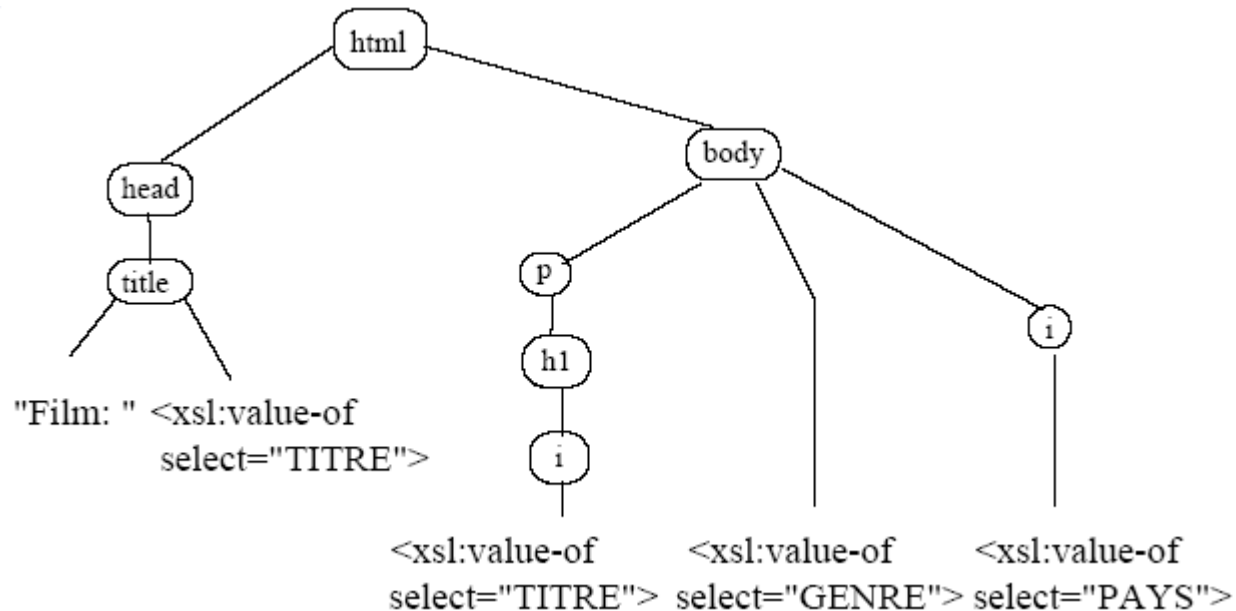 html
body
head
title
p
i
h1
i
"Film: " <xsl:value-of
select="TITRE">
<xsl:value-of
select="TITRE">
<xsl:value-of
select="GENRE">
<xsl:value-of
select="PAYS">